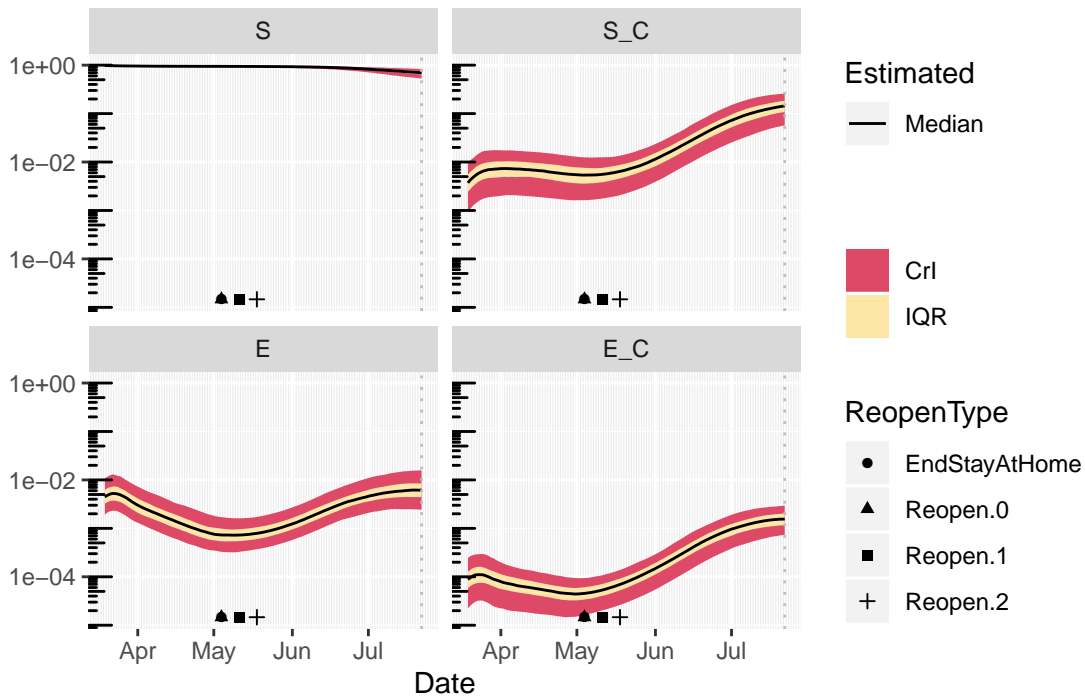 S
S_C
1e+00
1e−02
1e−04
E
E_C
1e+00
1e−02
1e−04
Apr
May
Jun
Jul
Apr
May
Jun
Jul
Date
Estimated
Median
CrI
IQR
ReopenType
EndStayAtHome
Reopen.0
Reopen.1
Reopen.2